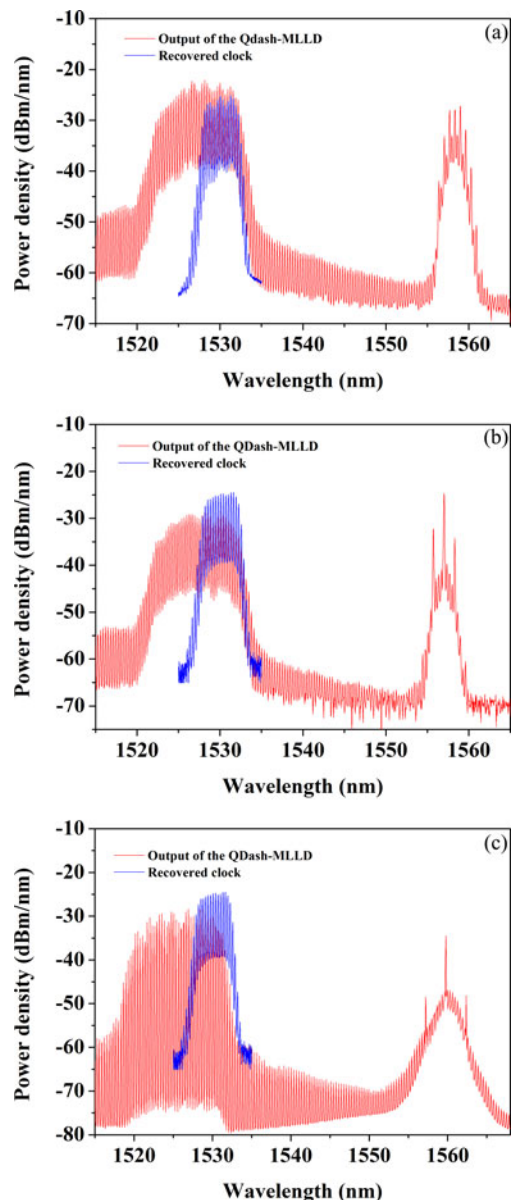 -10
(a)
Output of the Qdash-MLLD
Recovered clock
-20
-30
-40
-50
-60
-70
Power density (dBm/nm)
1520 1530 1540 1550 1560
Wavelength (nm)
-10
(b)
Output of the QDash-MLLD
Recovered clock
-20
-30
-40
-50
-60
-70
Power density (dBm/nm)
1520 1530 1540 1550 1560
Wavelength (nm)
-10
(c)
Output of the QDash-MLLD
Recovered clock
-20
-30
-40
-50
-60
-70
-80
Power density (dBm/nm)
1520 1530 1540 1550 1560
Wavelength (nm)